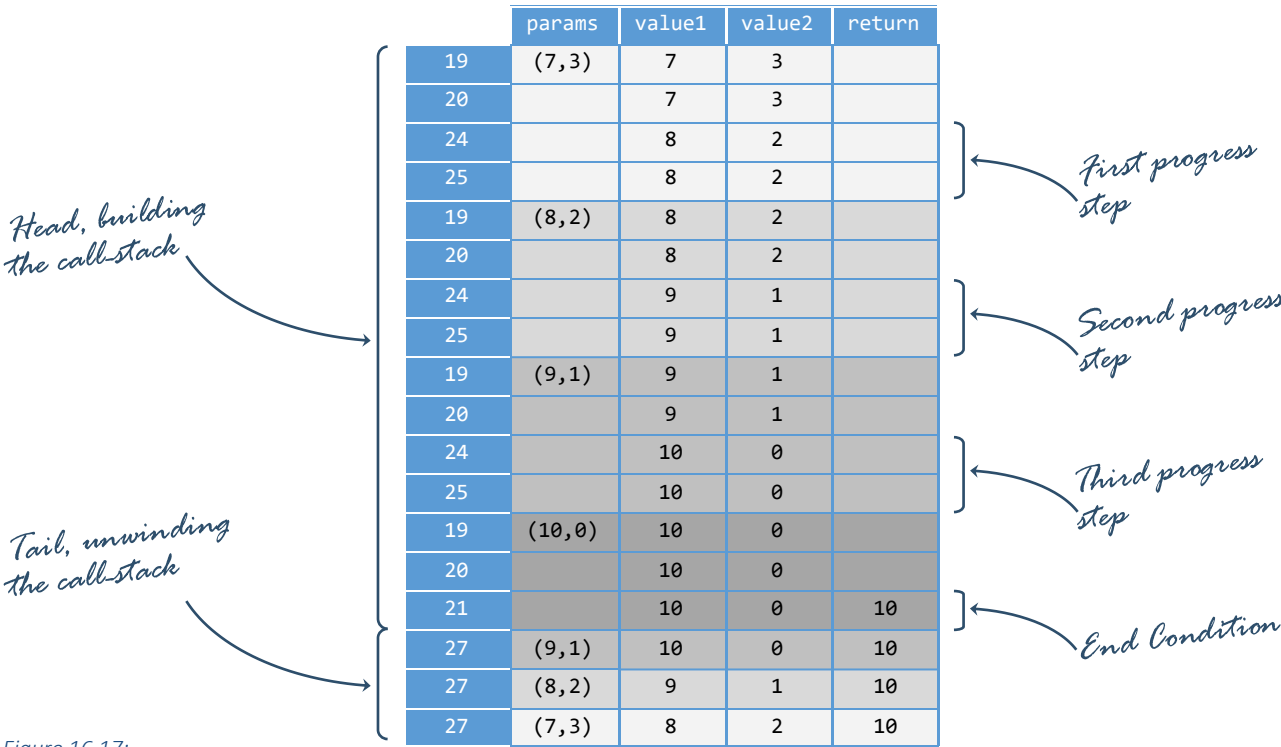 params value1 value2 return
19 (7,3) 7 3
20 7 3
24 8 2
25 8 2
First progress
step
19 (8,2) 8 2
20 8 2
Head, building
the call-stack
24 9 1
25 9 1
Second progress
step
19 (9,1) 9 1
20 9 1
24 10 0
25 10 0
Third progress
step
19 (10,0) 10 0
20 10 0
21 10 0 10
Tail, unwinding
the call-stack
End Condition
27 (9,1) 10 0 10
27 (8,2) 9 1 10
27 (7,3) 8 2 10
Figure 16.17: